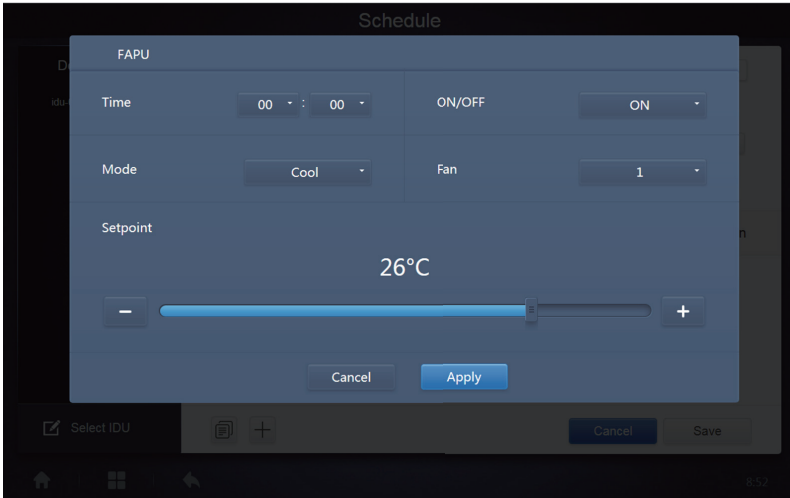 Schedule
FAPU
Time 00 : 00 ON/OFF ON
Mode Cool Fan 1
Setpoint
26°C
− +
Cancel Apply
Select IDU Cancel Save
8:52